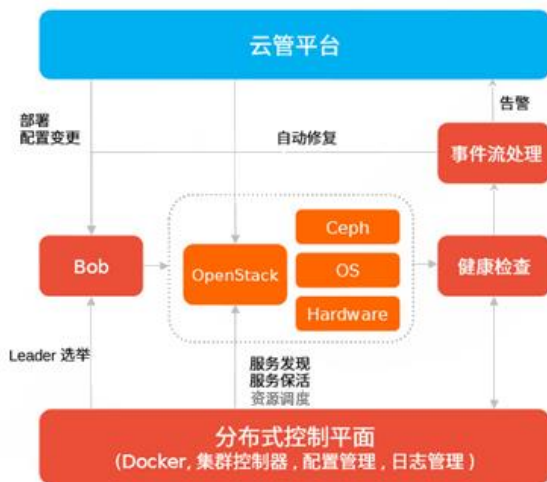 云管平台
告警
部署
配置变更
自动修复
事件流处理
Ceph
Bob
OpenStack
OS
健康检查
Hardware
Leader 选举
服务发现
服务保活
资源调度
分布式控制平面
(Docker, 集群控制器 , 配置管理 , 日志管理 )